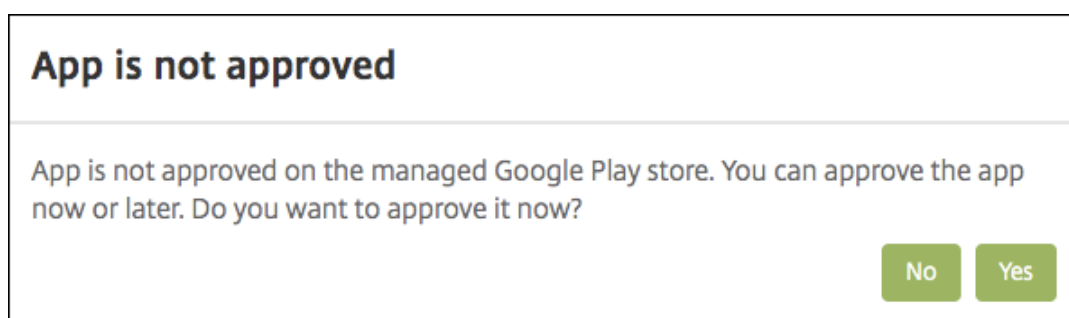 App is not approved
App is not approved on the managed Google Play store. You can approve the app
now or later. Do you want to approve it now?
No Yes